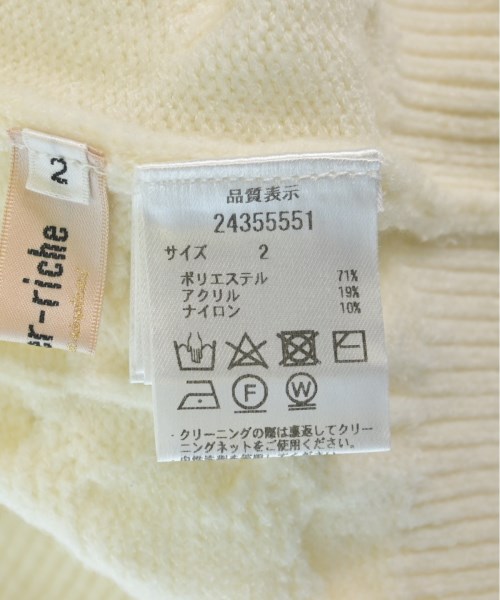 2
er-riche
品質表示
24355551
サイズ 2
ポリエステル 71%
アクリル 19%
ナイロン 10%
F W
・クリーニングの際は裏返してクリー
ニングネットをご使用ください。